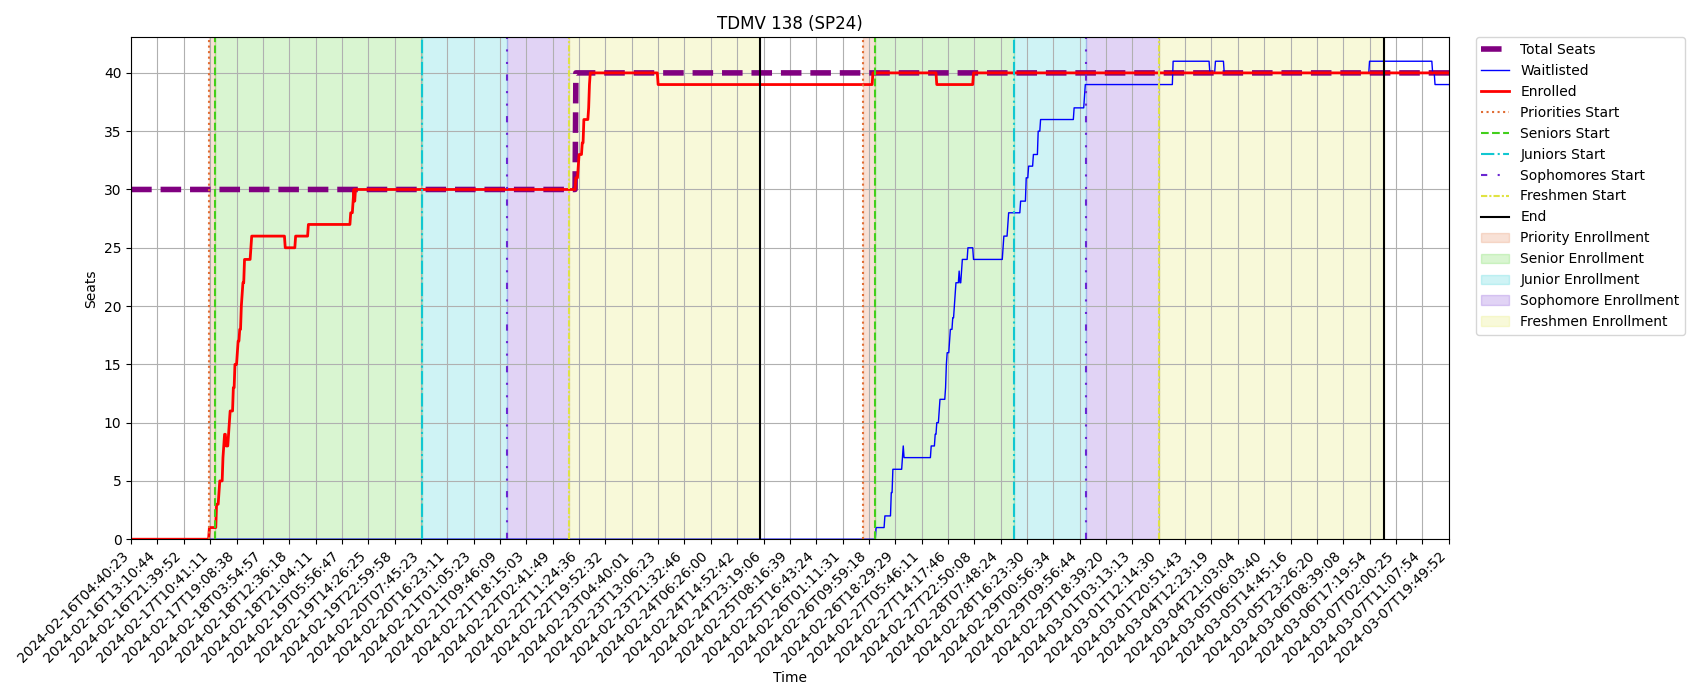 TDMV 138 (SP24)
Seats
40
35
30
25
20
15
10
5
0
2024-02-16T04:40:23
2024-02-16T13:10:44
2024-02-16T21:39:52
2024-02-17T10:41:11
2024-02-17T19:08:38
2024-02-18T03:54:57
2024-02-18T12:36:18
2024-02-18T21:04:11
2024-02-19T05:56:47
2024-02-19T14:26:25
2024-02-19T22:59:58
2024-02-20T07:45:23
2024-02-20T16:23:11
2024-02-21T01:05:23
2024-02-21T09:46:09
2024-02-21T18:15:03
2024-02-22T02:41:49
2024-02-22T11:24:36
2024-02-22T19:52:32
2024-02-23T04:40:01
2024-02-23T13:06:23
2024-02-23T21:32:46
2024-02-24T06:26:00
2024-02-24T14:52:42
2024-02-24T23:19:06
2024-02-25T08:16:39
2024-02-25T16:43:24
2024-02-26T01:11:31
2024-02-26T09:59:18
2024-02-26T18:29:29
2024-02-27T05:46:11
2024-02-27T14:17:46
2024-02-27T22:50:08
2024-02-28T07:48:24
2024-02-28T16:23:30
2024-02-29T00:56:34
2024-02-29T09:56:44
2024-02-29T18:39:20
2024-03-01T03:13:13
2024-03-01T12:14:30
2024-03-01T20:51:43
2024-03-04T12:23:19
2024-03-04T21:03:04
2024-03-05T06:03:40
2024-03-05T14:45:16
2024-03-05T23:26:20
2024-03-06T08:39:08
2024-03-06T17:19:54
2024-03-07T02:00:25
2024-03-07T11:07:54
2024-03-07T19:49:52
Time
Total Seats
Waitlisted
Enrolled
Priorities Start
Seniors Start
Juniors Start
Sophomores Start
Freshmen Start
End
Priority Enrollment
Senior Enrollment
Junior Enrollment
Sophomore Enrollment
Freshmen Enrollment